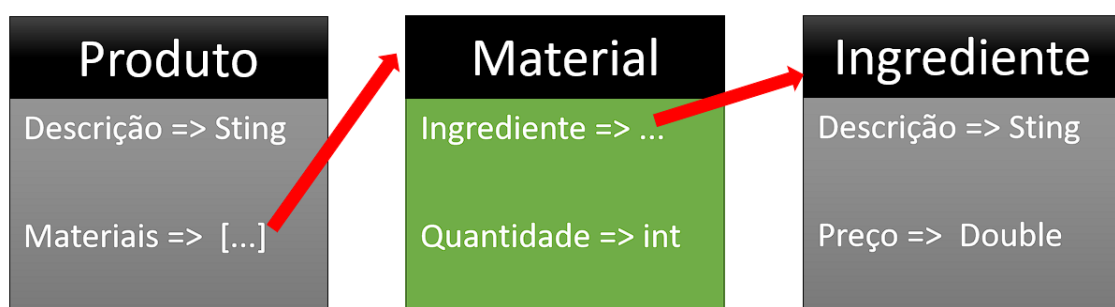 Produto
Descrição => Sting
Materiais => [...]
Material
Ingrediente => ...
Quantidade => int
Ingrediente
Descrição => Sting
Preço => Double